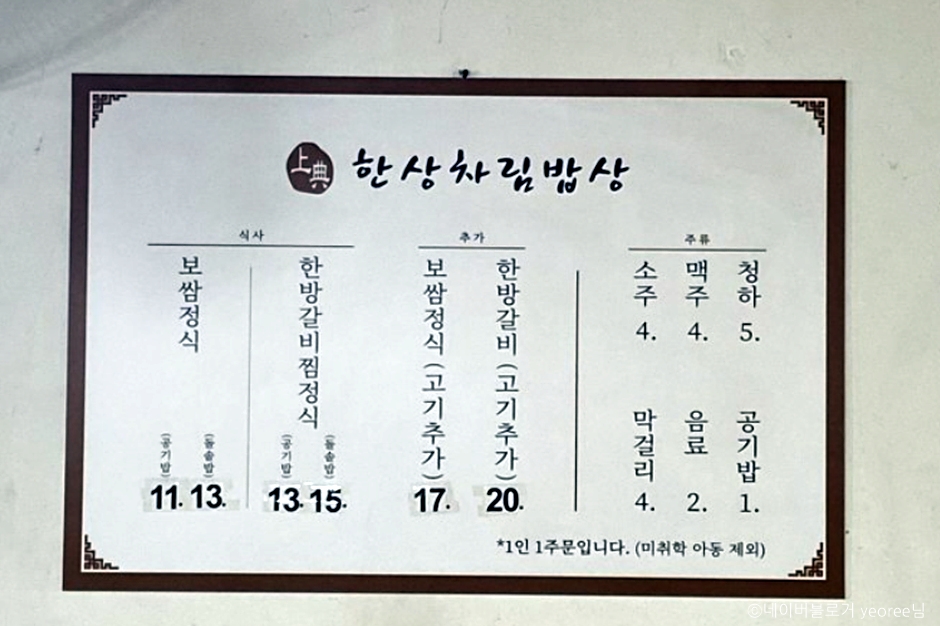 上典 한상차림밥상
식사
보쌈정식
(공기밥) 11.
(돌솥밥) 13.
한방갈비찜정식
(공기밥) 13.
(돌솥밥) 15.
추가
보쌈정식(고기추가) 17.
한방갈비(고기추가) 20.
주류
소주 4.
맥주 4.
청하 5.
막걸리 4.
음료 2.
공기밥 1.
*1인 1주문입니다. (미취학 아동 제외)
©네이버블로거 yeoree님